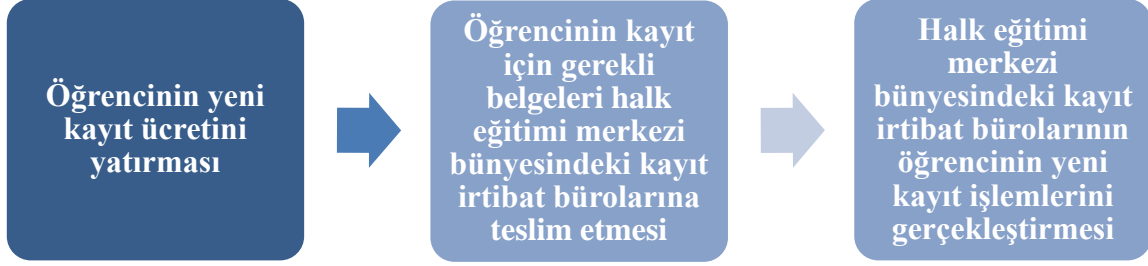 Öğrencinin yeni
kayıt ücretini
yatırması
Öğrencinin kayıt
için gerekli
belgeleri halk
eğitimi merkezi
bünyesindeki kayıt
irtibat bürolarına
teslim etmesi
Halk eğitimi
merkezi
bünyesindeki kayıt
irtibat bürolarının
öğrencinin yeni
kayıt işlemlerini
gerçekleştirmesi